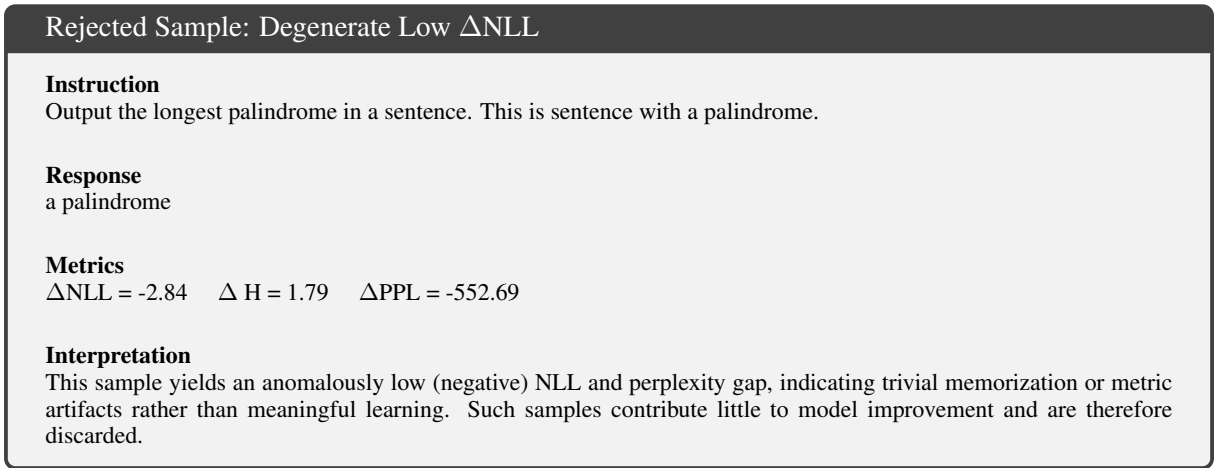 Rejected Sample: Degenerate Low ΔNLL
Instruction
Output the longest palindrome in a sentence. This is sentence with a palindrome.
Response
a palindrome
Metrics
ΔNLL = -2.84 Δ H = 1.79 ΔPPL = -552.69
Interpretation
This sample yields an anomalously low (negative) NLL and perplexity gap, indicating trivial memorization or metric
artifacts rather than meaningful learning. Such samples contribute little to model improvement and are therefore
discarded.